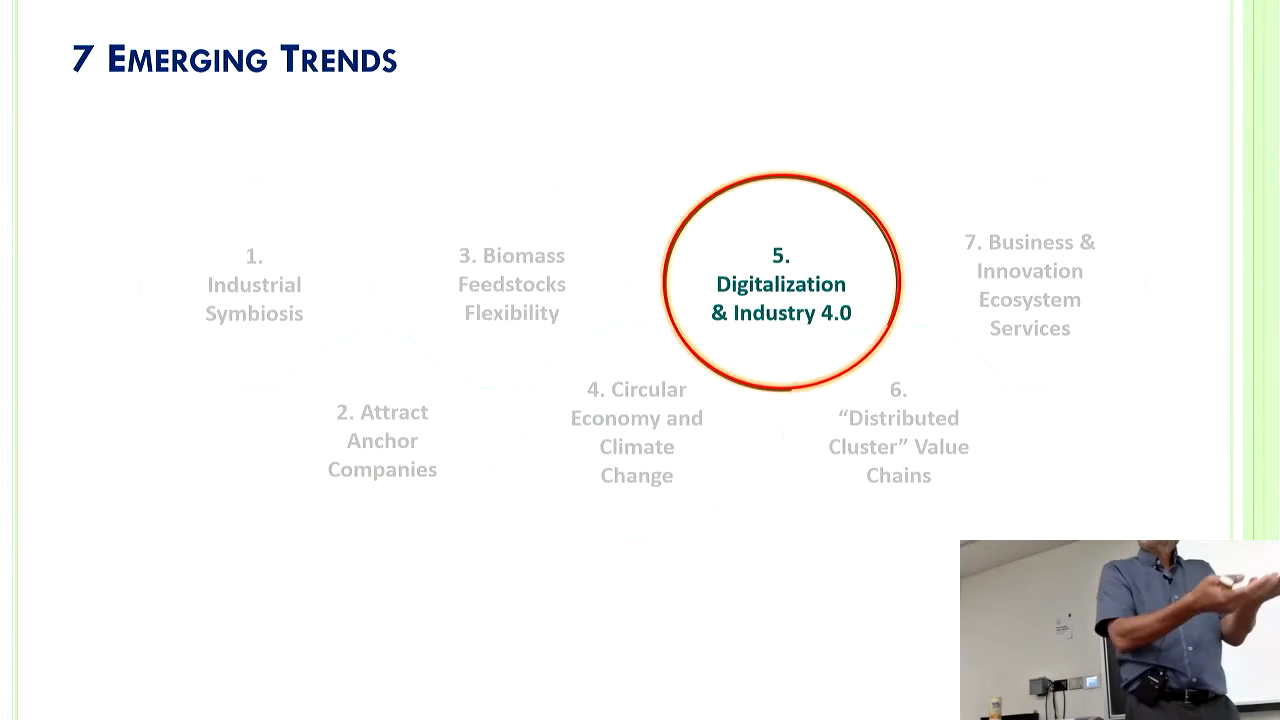 7 EMERGING TRENDS
1.
Industrial
Symbiosis
2. Attract
Anchor
Companies
3. Biomass
Feedstocks
Flexibility
4. Circular
Economy and
Climate
Change
5.
Digitalization
& Industry 4.0
6.
“Distributed
Cluster” Value
Chains
7. Business &
Innovation
Ecosystem
Services